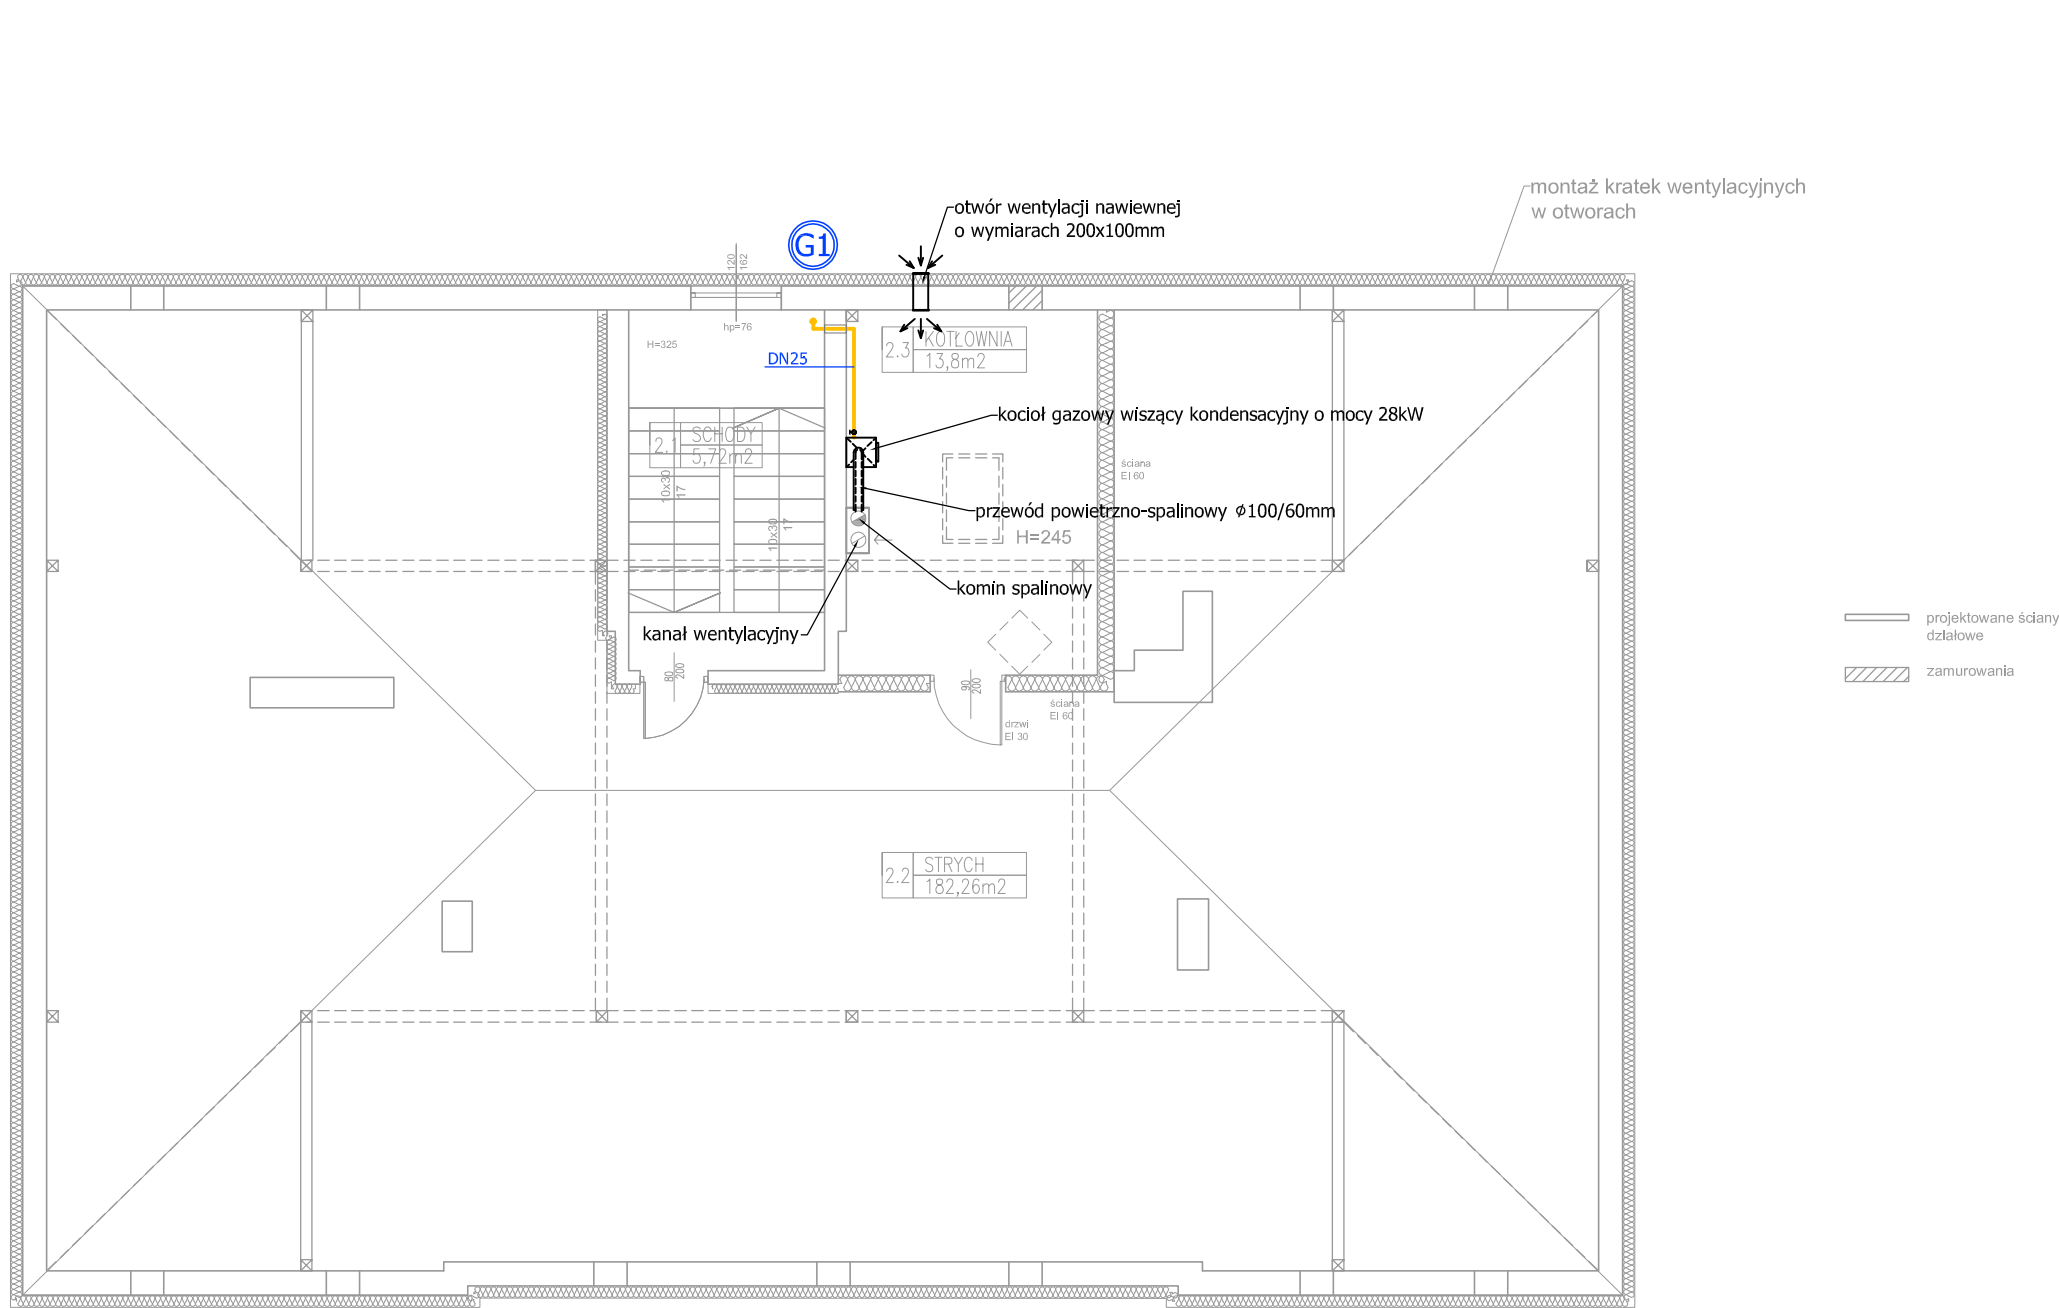 montaż kratek wentylacyjnych
w otworach
otwór wentylacji nawiewnej
o wymiarach 200x100mm
G1
120
162
hp=76
H=325
DN25
2.3
KOTŁOWNIA
13,8m2
kocioł gazowy wiszący kondensacyjny o mocy 28kW
2.1
SCHODY
5,72m2
ściana
EI 60
10x30
17
10x30
17
przewód powietrzno-spalinowy φ100/60mm
H=245
komin spalinowy
kanał wentylacyjny
projektowane ściany
działowe
zamurowania
80
200
90
200
ściana
EI 60
drzwi
EI 30
2.2
STRYCH
182,26m2